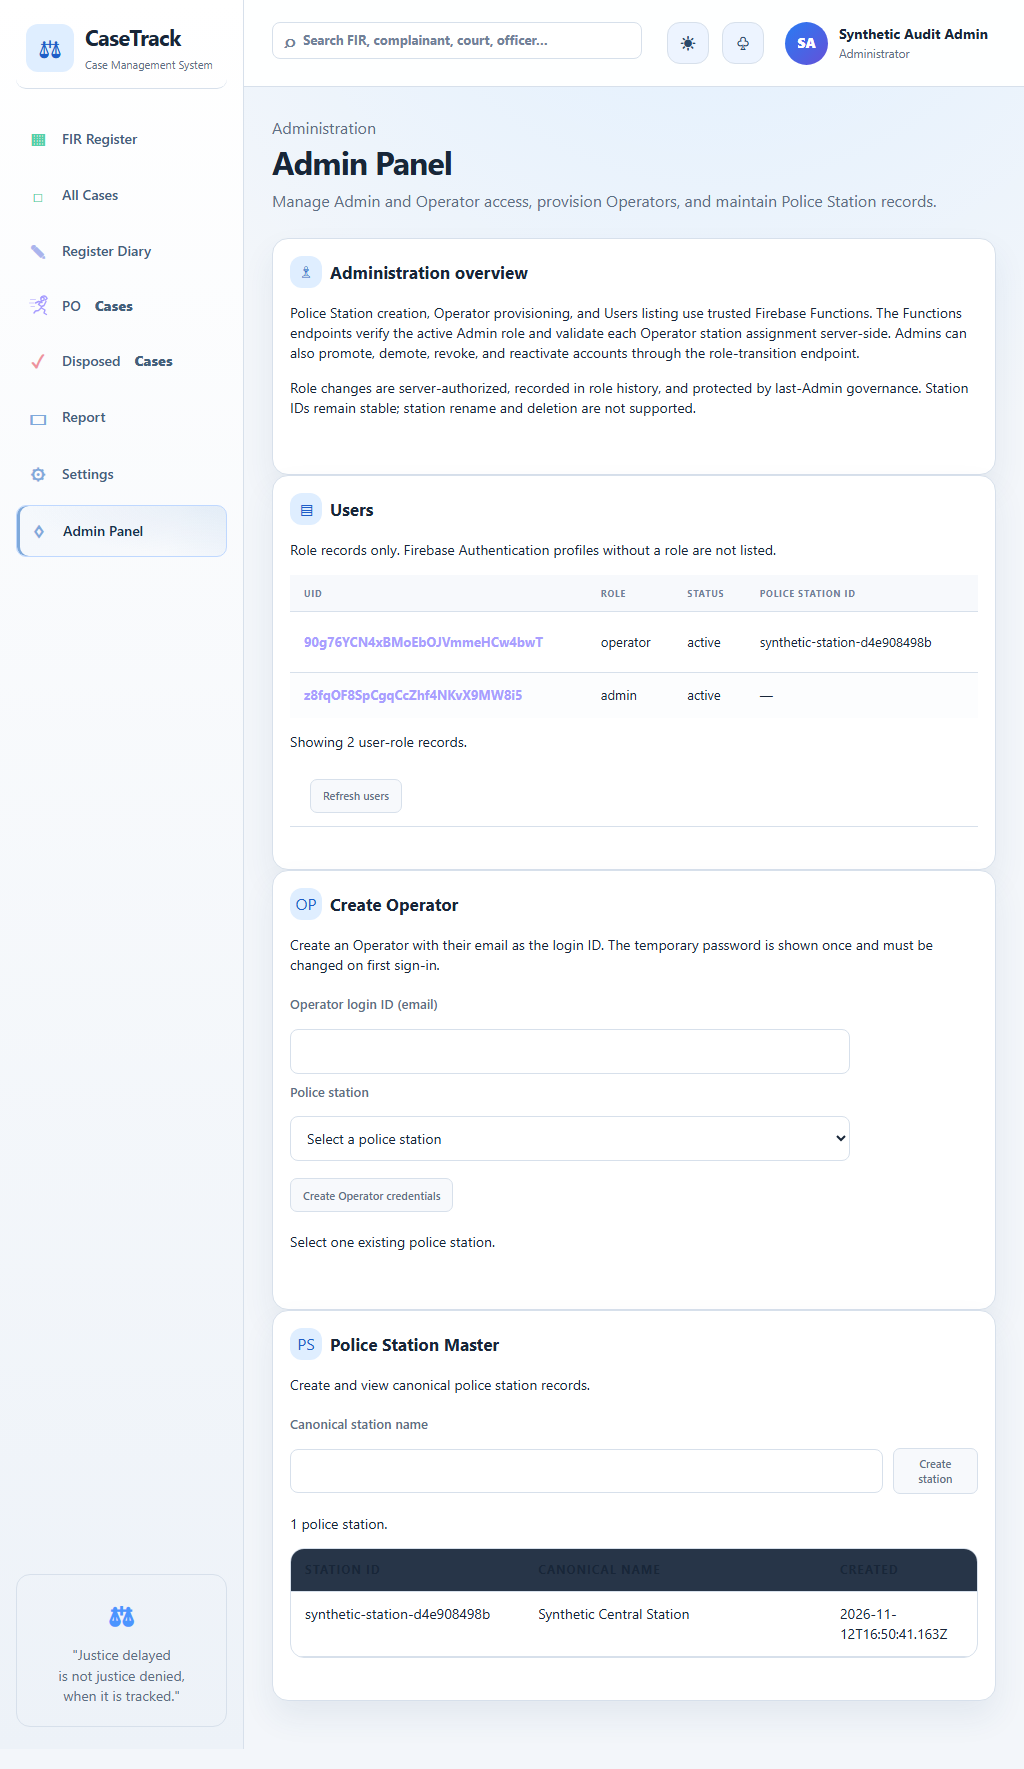 CaseTrack
Case Management System
FIR Register
All Cases
Register Diary
PO Cases
Disposed Cases
Report
Settings
Admin Panel
"Justice delayed
is not justice denied,
when it is tracked."
Search FIR, complainant, court, officer...
SA
Synthetic Audit Admin
Administrator
Administration
Admin Panel
Manage Admin and Operator access, provision Operators, and maintain Police Station records.
Administration overview
Police Station creation, Operator provisioning, and Users listing use trusted Firebase Functions. The Functions
endpoints verify the active Admin role and validate each Operator station assignment server-side. Admins can
also promote, demote, revoke, and reactivate accounts through the role-transition endpoint.
Role changes are server-authorized, recorded in role history, and protected by last-Admin governance. Station
IDs remain stable; station rename and deletion are not supported.
Users
Role records only. Firebase Authentication profiles without a role are not listed.
UID ROLE STATUS POLICE STATION ID
90g76YCN4xBMoEbOJVmmeHCw4bwT operator active synthetic-station-d4e908498b
z8fqOF8SpCgqCcZhf4NKvX9MW8i5 admin active —
Showing 2 user-role records.
Refresh users
OP Create Operator
Create an Operator with their email as the login ID. The temporary password is shown once and must be
changed on first sign-in.
Operator login ID (email)
Police station
Select a police station
Create Operator credentials
Select one existing police station.
PS Police Station Master
Create and view canonical police station records.
Canonical station name
Create
station
1 police station.
STATION ID CANONICAL NAME CREATED
synthetic-station-d4e908498b Synthetic Central Station 2026-11-
12T16:50:41.163Z